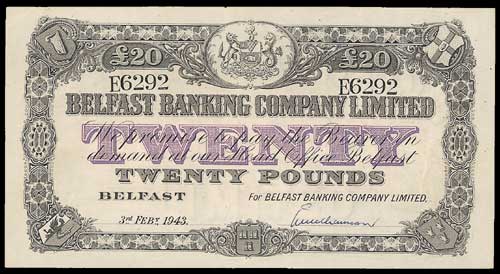 £20 £20
E6292 E6292
BELFAST BANKING COMPANY LIMITED
TWENTY
We promise to pay the Bearer on
demand at our Head Office Belfast
TWENTY POUNDS
BELFAST For BELFAST BANKING COMPANY LIMITED.
3rd FEBY. 1943.